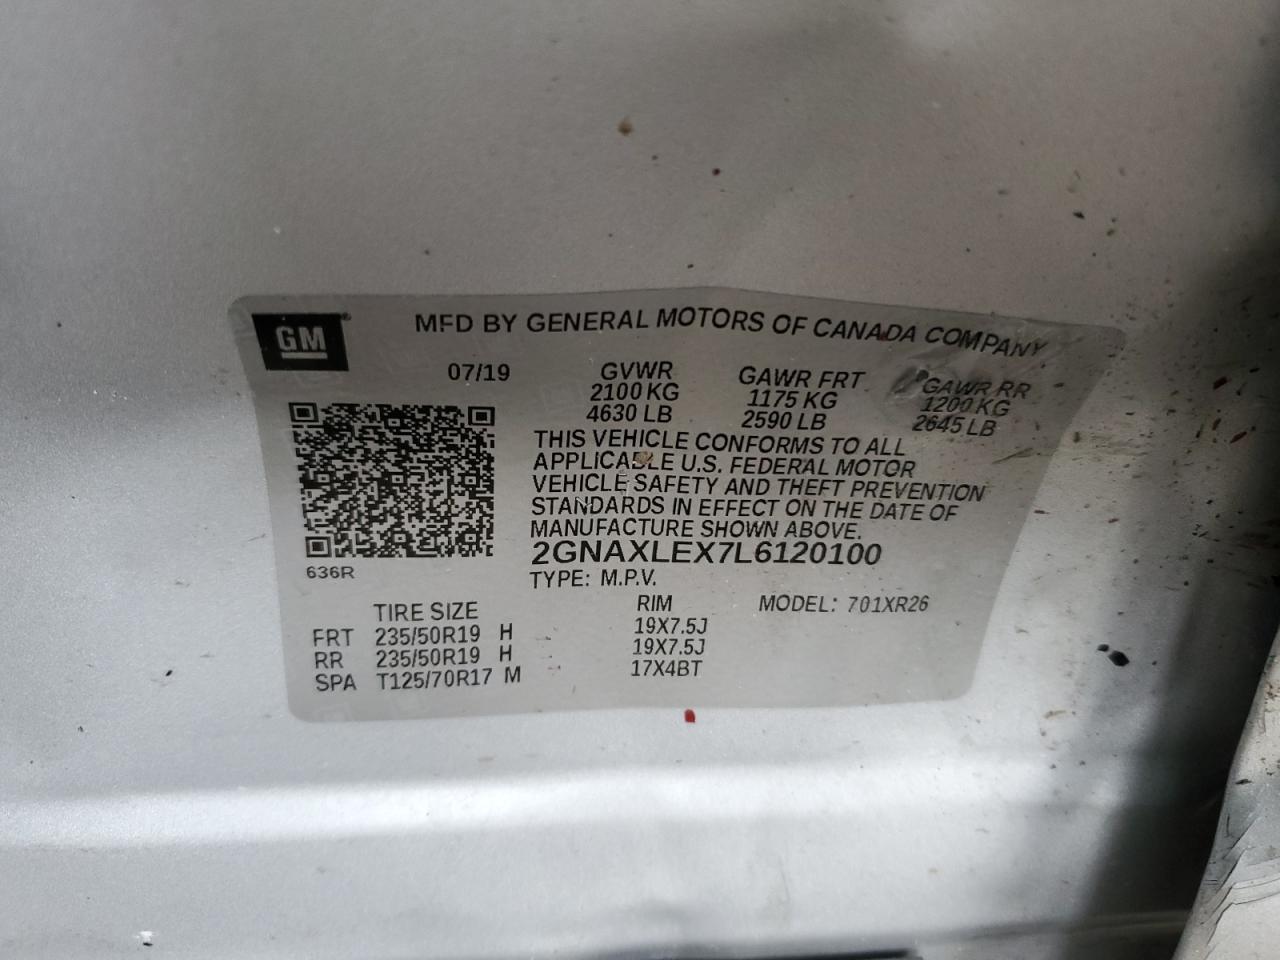 GM
MFD BY GENERAL MOTORS OF CANADA COMPANY
07/19 GVWR GAWR FRT GAWR RR
2100 KG 1175 KG 1200 KG
4630 LB 2590 LB 2645 LB
THIS VEHICLE CONFORMS TO ALL
APPLICABLE U.S. FEDERAL MOTOR
VEHICLE SAFETY AND THEFT PREVENTION
STANDARDS IN EFFECT ON THE DATE OF
MANUFACTURE SHOWN ABOVE.
2GNAXLEX7L6120100
636R
TYPE: M.P.V.
TIRE SIZE RIM MODEL: 701XR26
FRT 235/50R19 H 19X7.5J
RR 235/50R19 H 19X7.5J
SPA T125/70R17 M 17X4BT